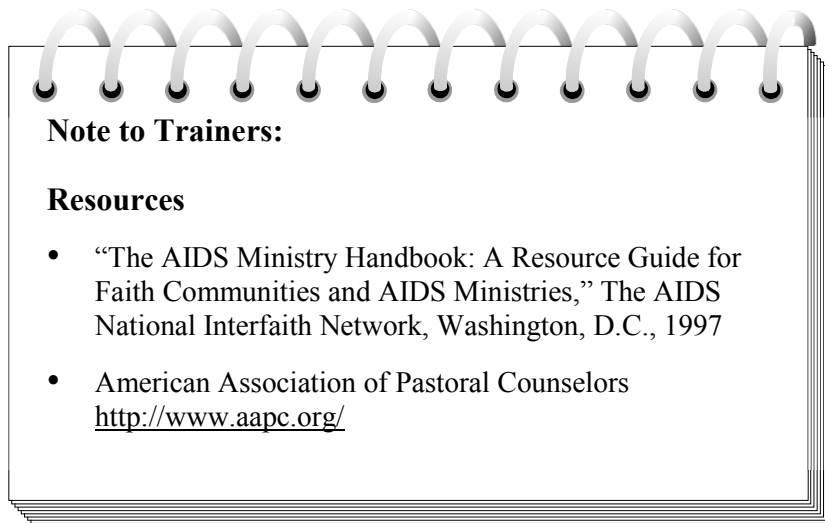 Note to Trainers:
Resources
• “The AIDS Ministry Handbook: A Resource Guide for
Faith Communities and AIDS Ministries,” The AIDS
National Interfaith Network, Washington, D.C., 1997
• American Association of Pastoral Counselors
http://www.aapc.org/